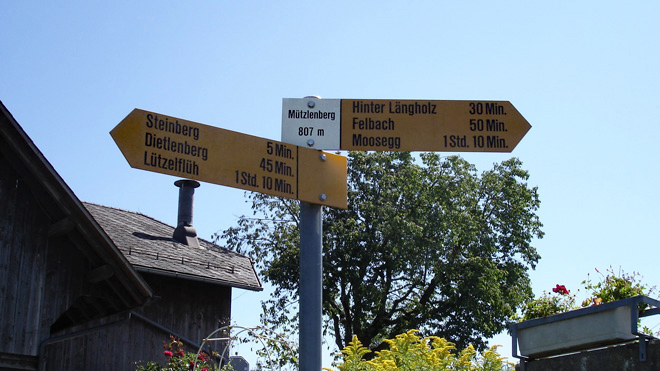 Steinberg 5 Min.
Dietlenberg 45 Min.
Lützelflüh 1 Std. 10 Min.
Mützlenberg
807 m
Hinter Längholz 30 Min.
Felbach 50 Min.
Moosegg 1 Std. 10 Min.